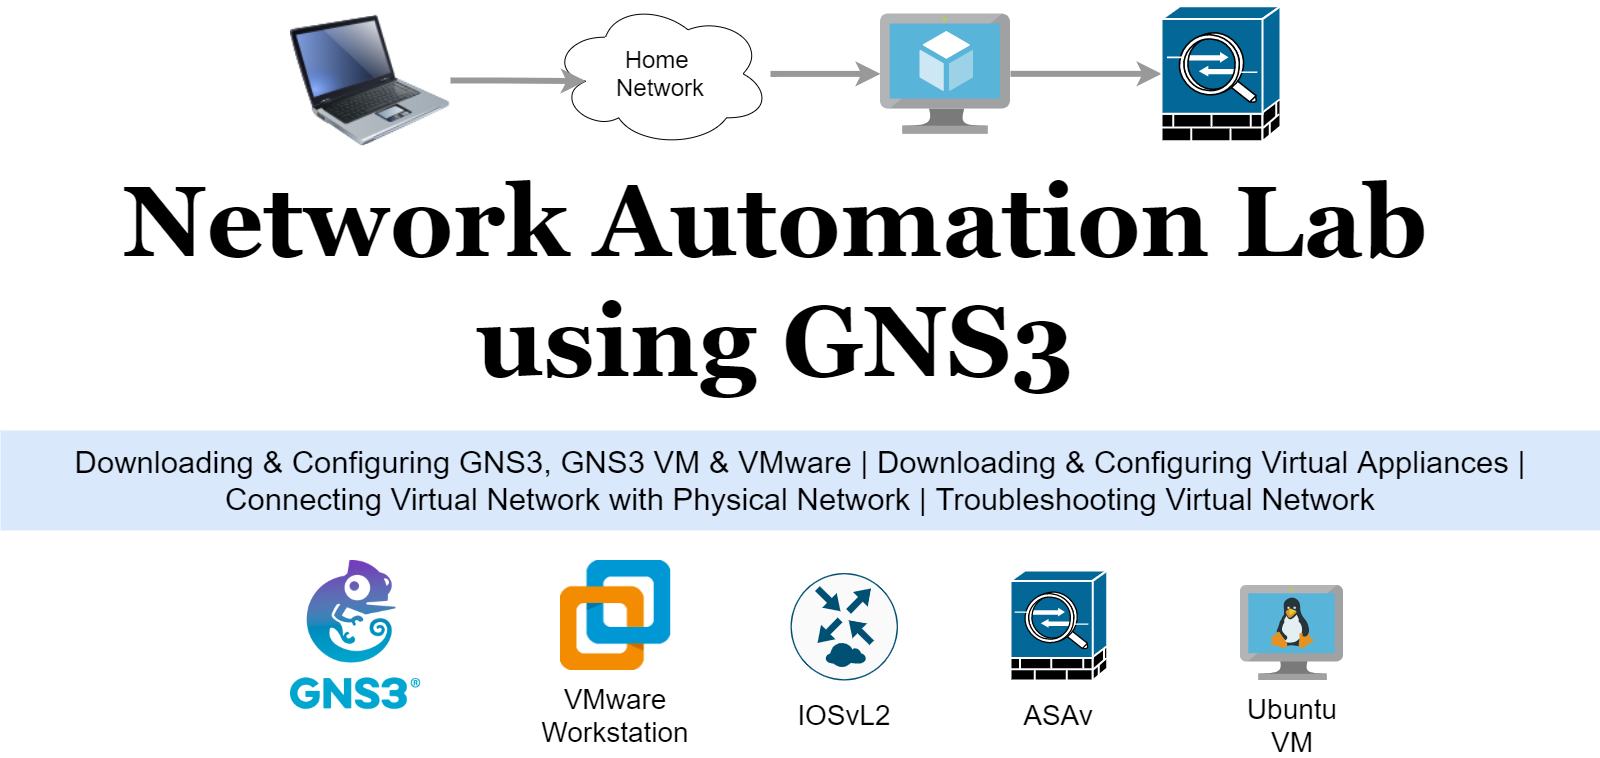 Home
Network
Network Automation Lab
using GNS3
Downloading & Configuring GNS3, GNS3 VM & VMware | Downloading & Configuring Virtual Appliances |
Connecting Virtual Network with Physical Network | Troubleshooting Virtual Network
GNS3®
VMware
Workstation
IOSvL2
ASAv
Ubuntu
VM